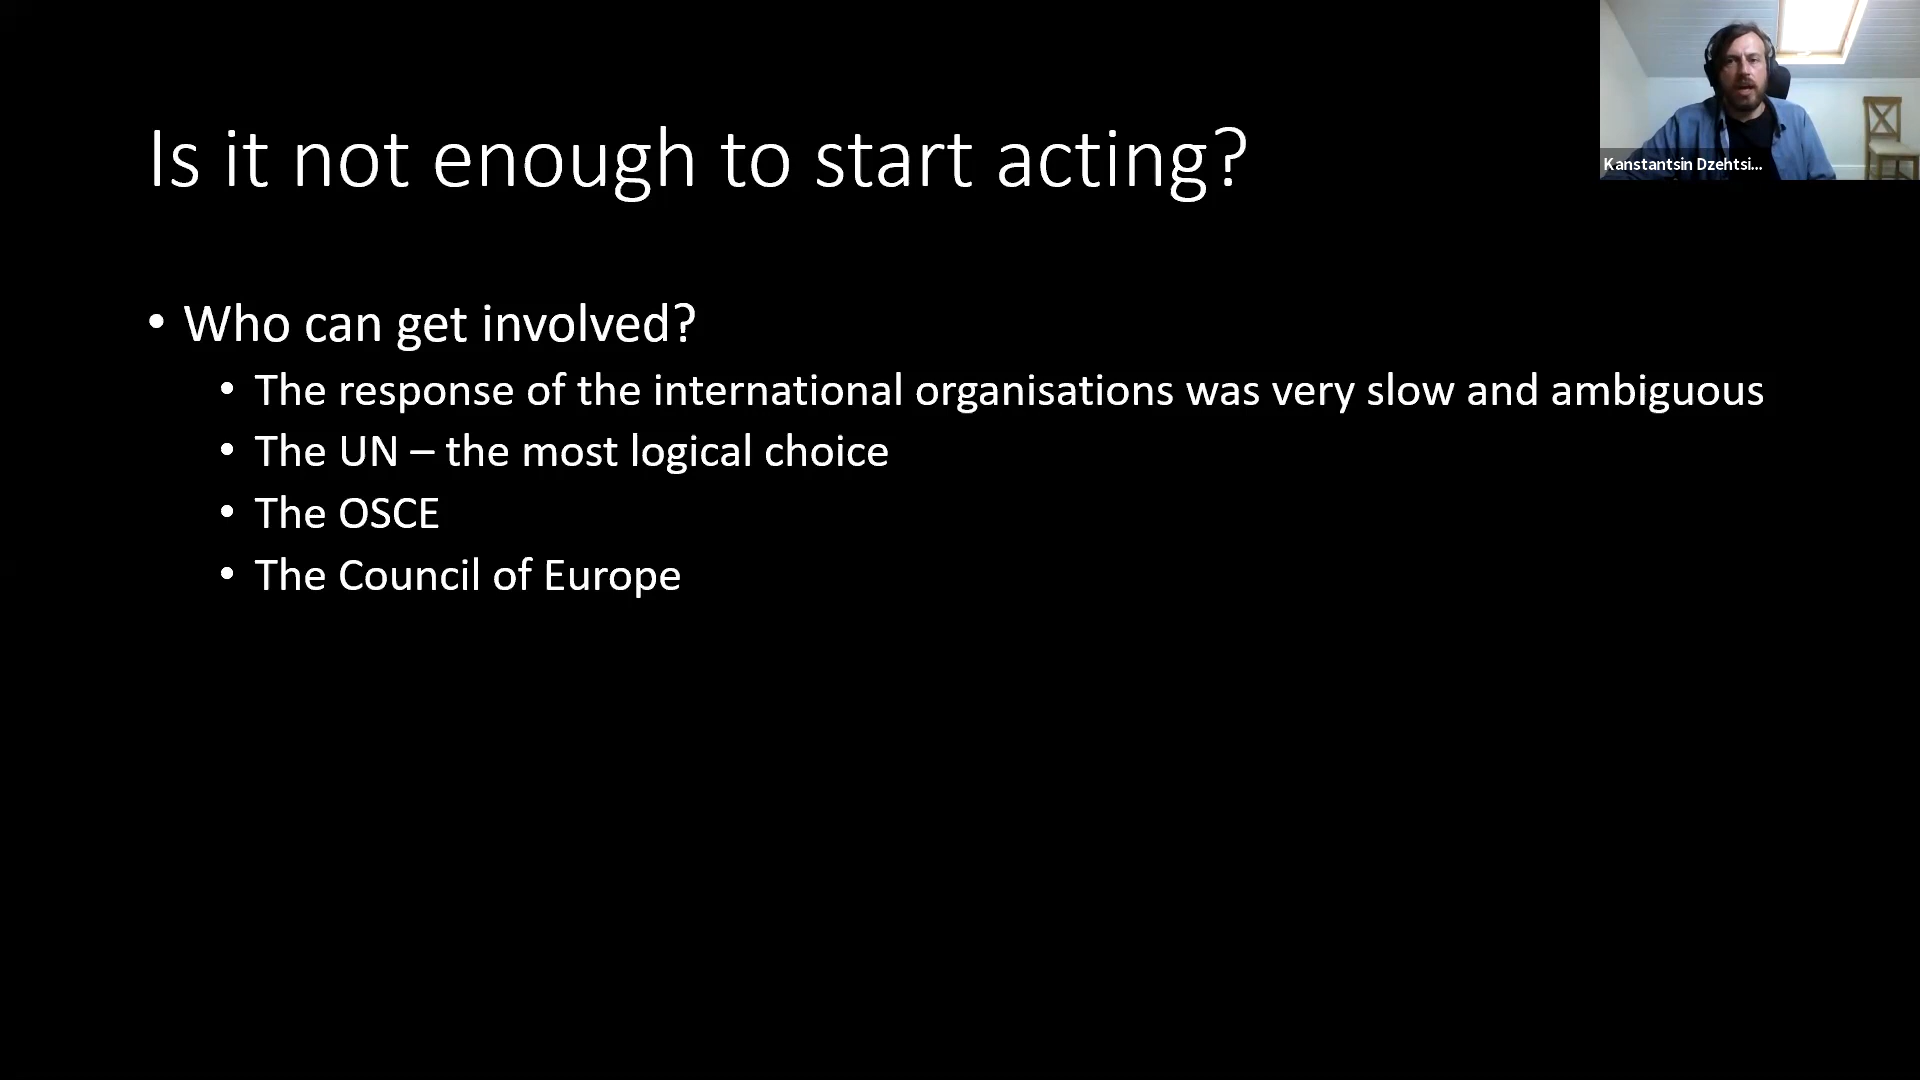 Is it not enough to start acting?
• Who can get involved?
• The response of the international organisations was very slow and ambiguous
• The UN – the most logical choice
• The OSCE
• The Council of Europe
Kanstantsin Dzehtsi...